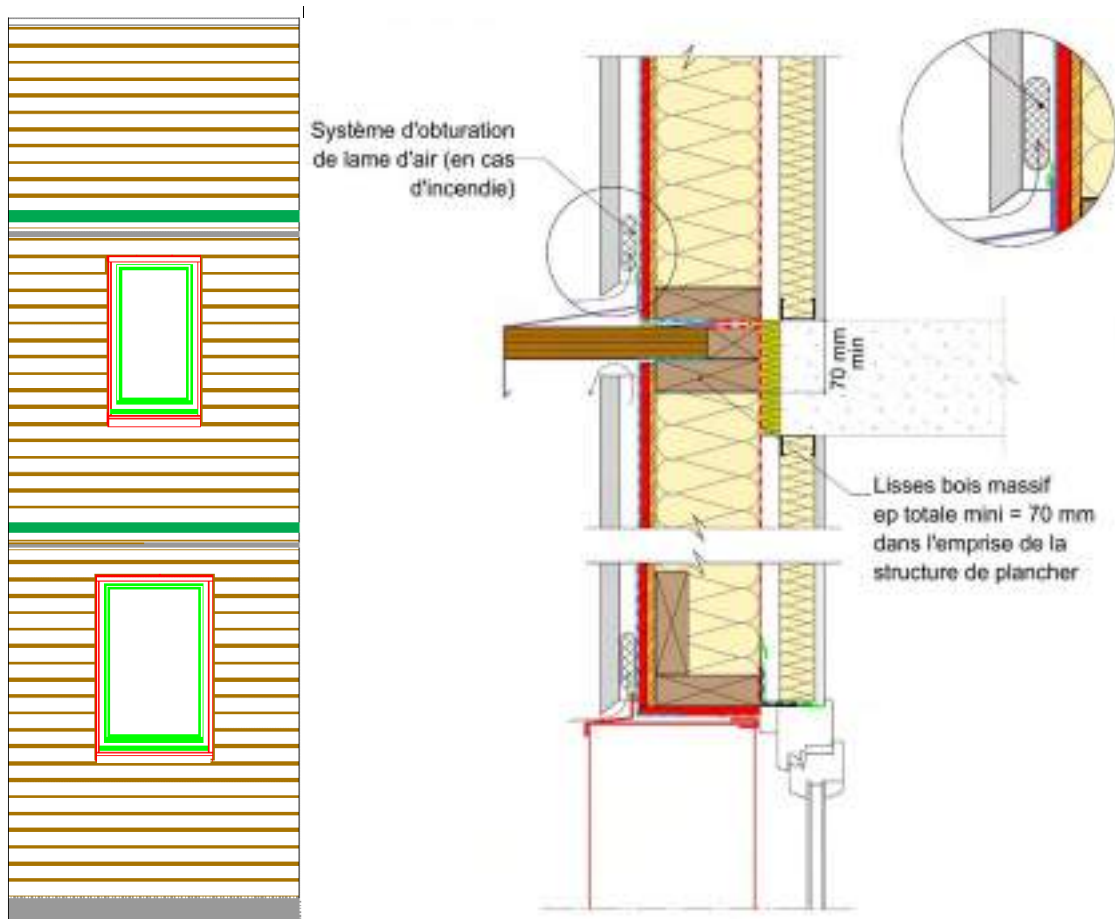 Système d'obturation
de lame d'air (en cas
d'incendie)
70 mm
min
Lisses bois massif
ep totale mini = 70 mm
dans l'emprise de la
structure de plancher